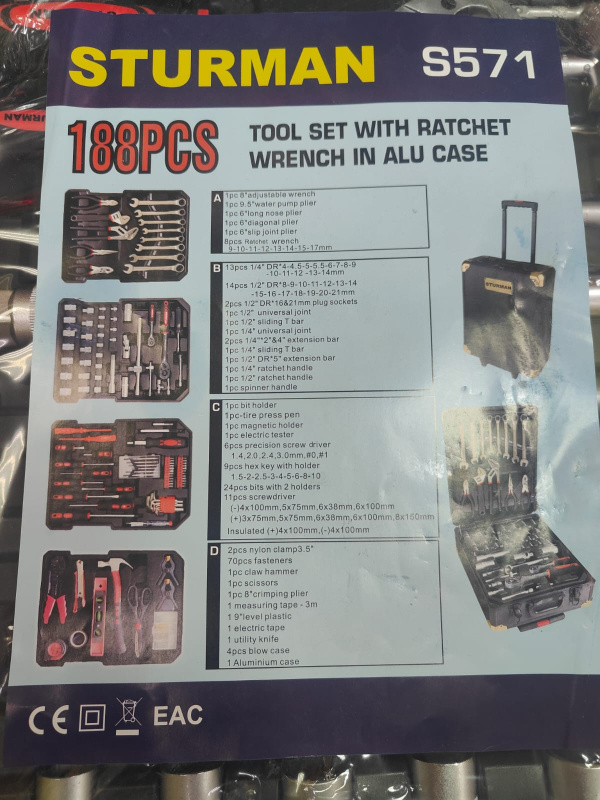 STURMAN S571
188PCS
TOOL SET WITH RATCHET
WRENCH IN ALU CASE
A
1pc 8"adjustable wrench
1pc 9.5"water pump plier
1pc 6"long nose plier
1pc 6"diagonal plier
1pc 6"slip joint plier
8pcs Ratchet wrench
9-10-11-12-13-14-15-17mm
B
13pcs 1/4" DR*4-4.5-5-5.5-6-7-8-9
-10-11-12 -13-14mm
14pcs 1/2" DR*8-9-10-11-12-13-14
-15-16 -17-18-19-20-21mm
2pcs 1/2" DR*16&21mm plug sockets
1pc 1/2" universal joint
1pc 1/2" sliding T bar
1pc 1/4" universal joint
2pcs 1/4"*2"&4" extension bar
1pc 1/4" sliding T bar
1pc 1/2" DR*5" extension bar
1pc 1/4" ratchet handle
1pc 1/2" ratchet handle
1pc spinner handle
C
1pc bit holder
1pc-tire press pen
1pc magnetic holder
1pc electric tester
6pcs precision screw driver
1.4,2.0,2.4,3.0mm,#0,#1
9pcs hex key with holder
1.5-2-2.5-3-4-5-6-8-10
24pcs bits with 2 holders
11pcs screwdriver
(-)4x100mm,5x75mm,6x38mm,6x100mm
(+)3x75mm,5x75mm,6x38mm,6x100mm,8x150mm
Insulated (+)4x100mm,(-)4x100mm
D
2pcs nylon clamp3.5"
70pcs fasteners
1pc claw hammer
1pc scissors
1pc 8"crimping plier
1 measuring tape - 3m
1 9"level plastic
1 electric tape
1 utility knife
4pcs blow case
1 Aluminium case
STURMAN
CE EAC
STURMAN